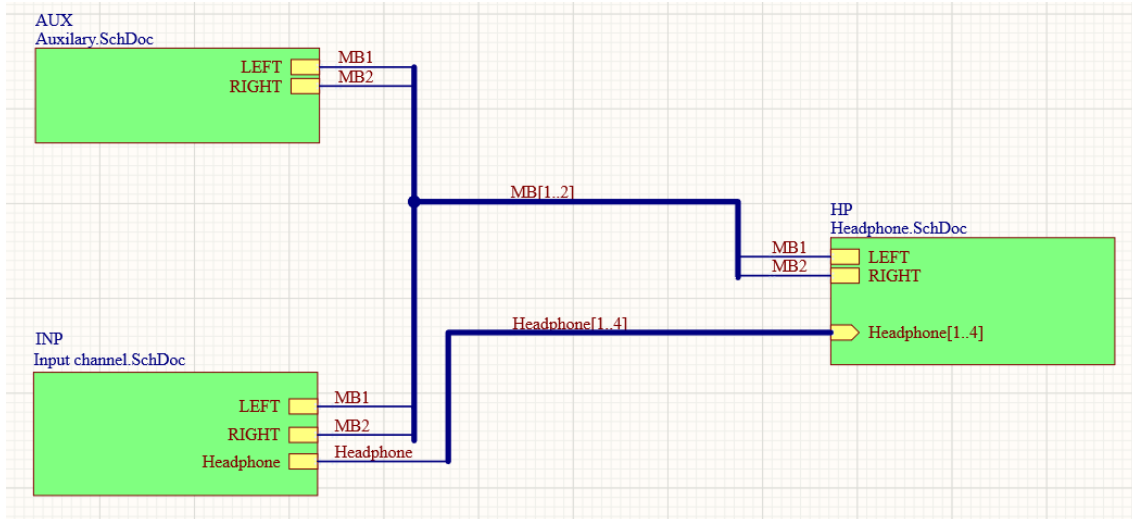 AUX
Auxilary.SchDoc
LEFT
MB1
RIGHT
MB2
MB[1..2]
HP
Headphone.SchDoc
MB1
LEFT
MB2
RIGHT
Headphone[1..4]
Headphone[1..4]
INP
Input channel.SchDoc
LEFT
MB1
RIGHT
MB2
Headphone
Headphone